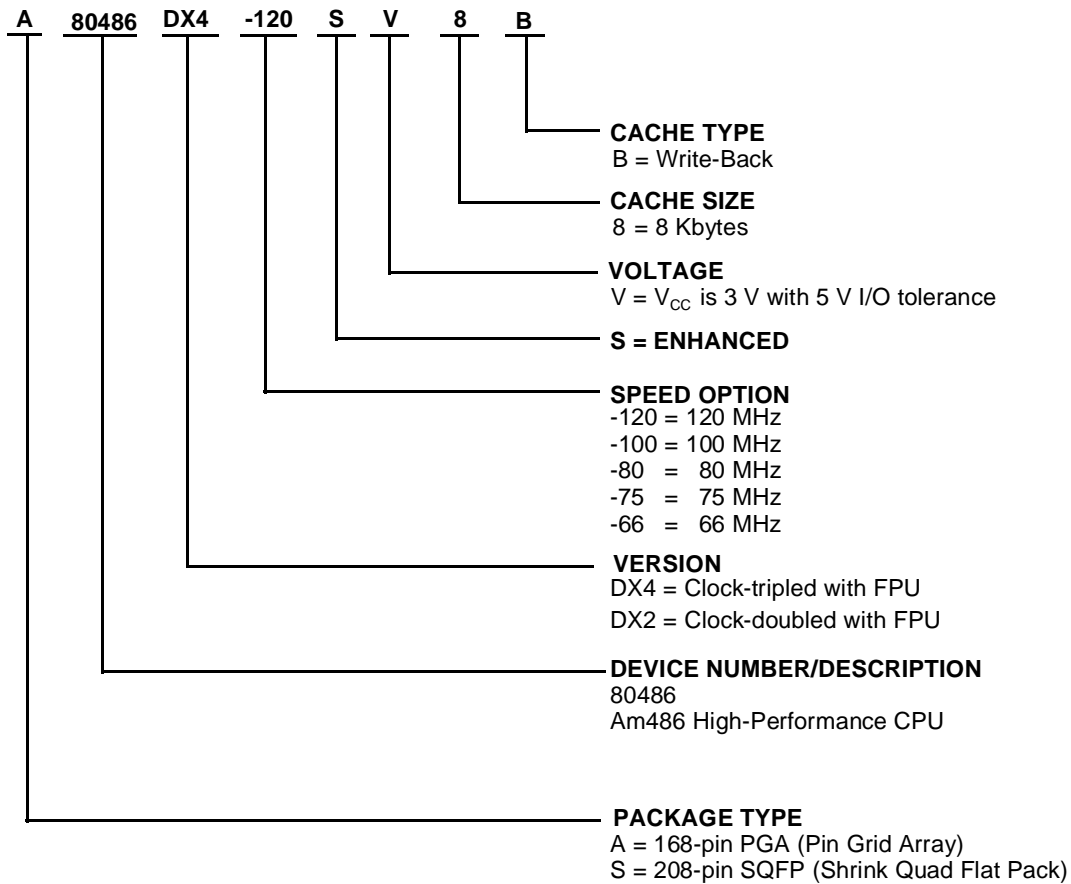 A 80486 DX4 -120 S V 8 B
CACHE TYPE
B = Write-Back
CACHE SIZE
8 = 8 Kbytes
VOLTAGE
V = VCC is 3 V with 5 V I/O tolerance
S = ENHANCED
SPEED OPTION
-120 = 120 MHz
-100 = 100 MHz
-80 = 80 MHz
-75 = 75 MHz
-66 = 66 MHz
VERSION
DX4 = Clock-tripled with FPU
DX2 = Clock-doubled with FPU
DEVICE NUMBER/DESCRIPTION
80486
Am486 High-Performance CPU
PACKAGE TYPE
A = 168-pin PGA (Pin Grid Array)
S = 208-pin SQFP (Shrink Quad Flat Pack)